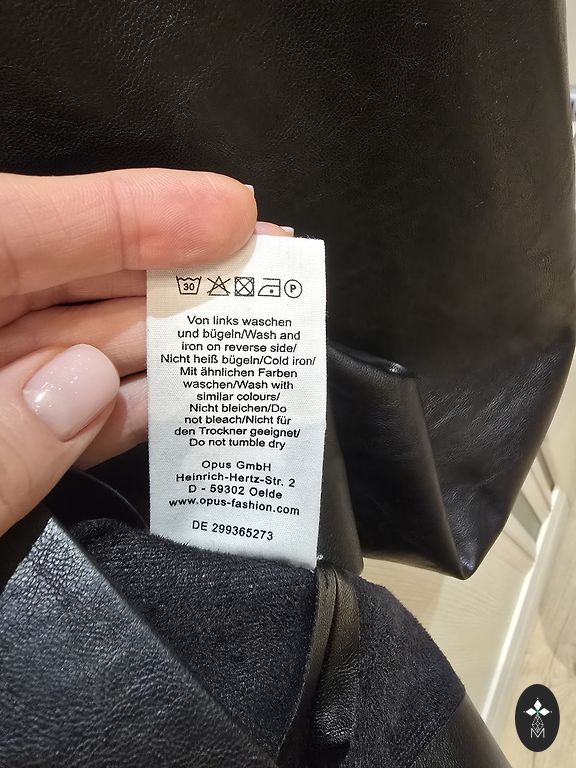 30 P
Von links waschen
und bügeln/Wash and
iron on reverse side/
Nicht heiß bügeln/Cold iron/
Mit ähnlichen Farben
waschen/Wash with
similar colours/
Nicht bleichen/Do
not bleach/Nicht für
den Trockner geeignet/
Do not tumble dry
Opus GmbH
Heinrich-Hertz-Str. 2
D - 59302 Oelde
www.opus-fashion.com
DE 299365273
M